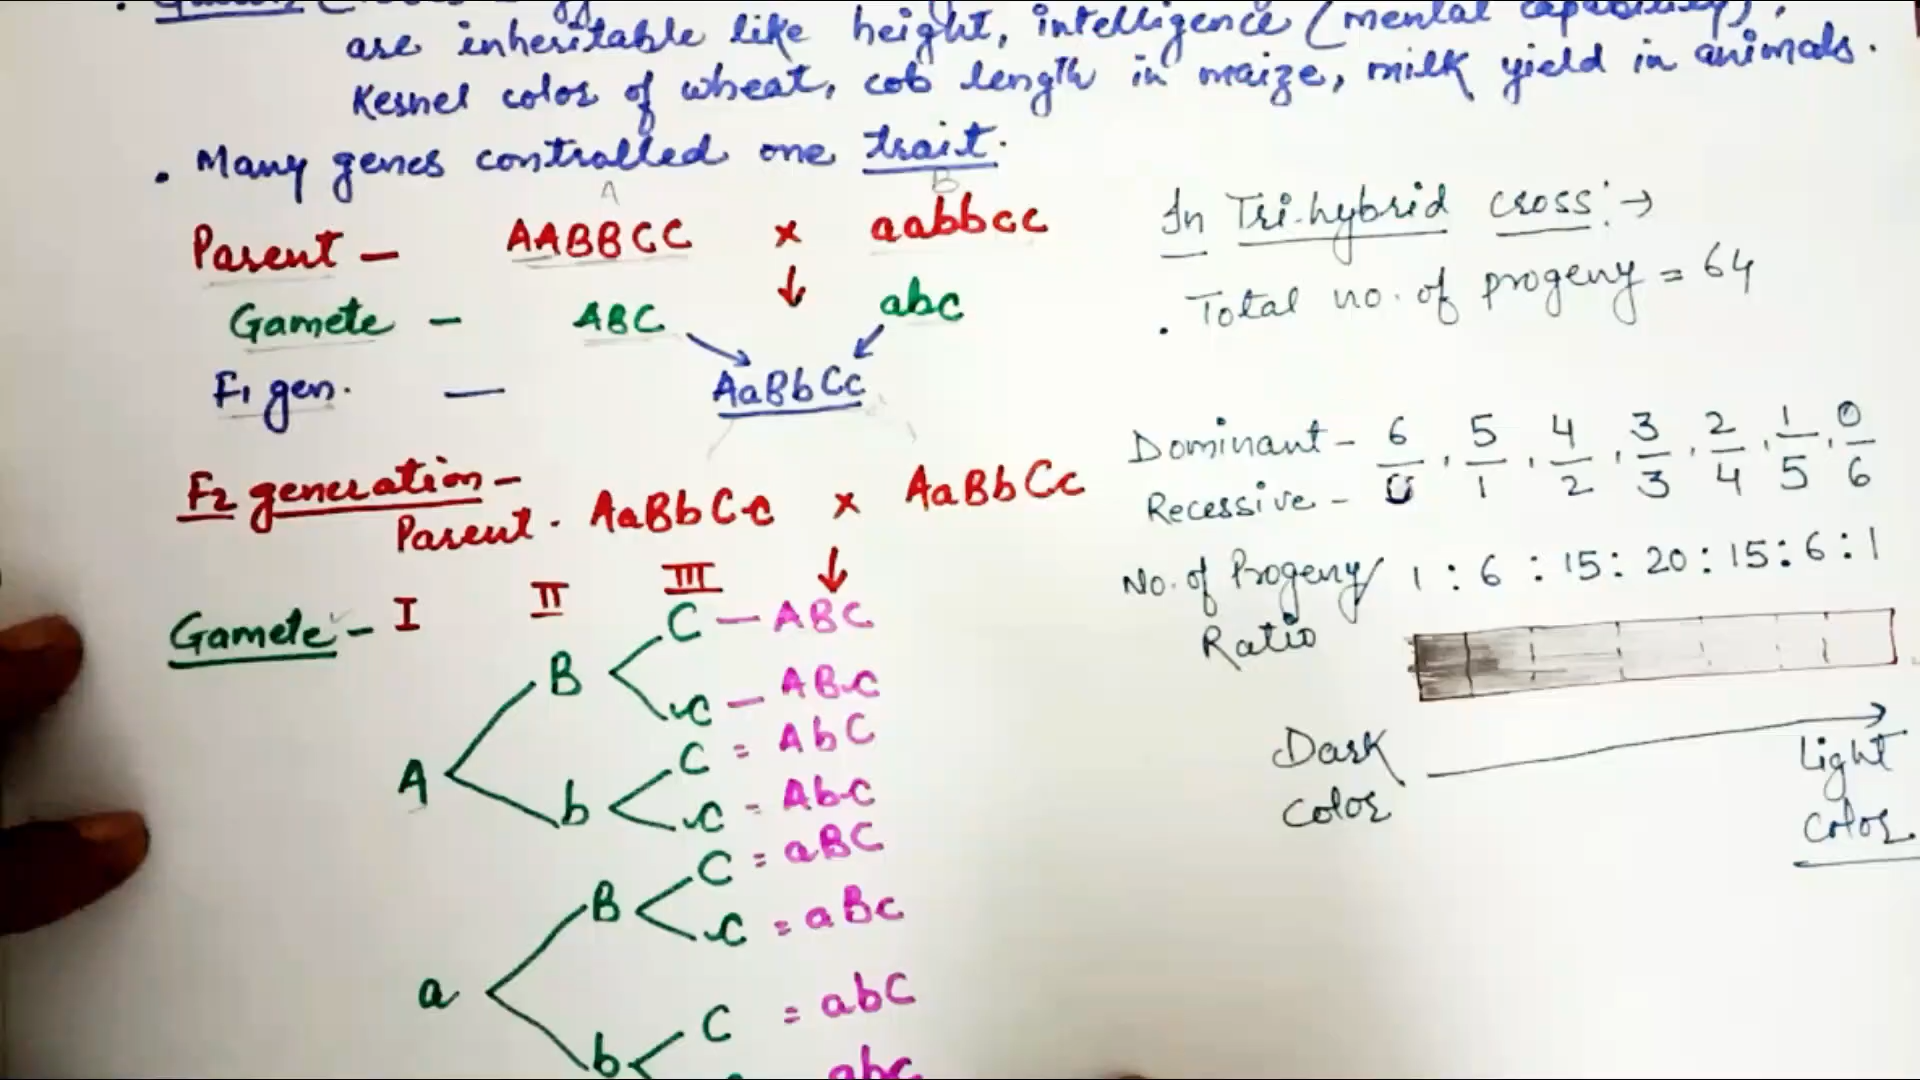 are inheritable like height, intelligence (mental capability),
Kernel color of wheat, cob length in maize, milk yield in animals.
. Many genes controlled one trait.
A B
Parent — AABBCC x aabbcc
Gamete — ABC abc
F1 gen. — AaBbCc
F2 generation –
Parent . AaBbCc x AaBbCc
Gamete – I II III
C — ABC
B
c — ABc
A
C = AbC
b
c = Abc
C = aBC
B
c = aBc
a
C = abC
b
abc
In Tri-hybrid cross:→
. Total no. of progeny = 64
Dominant – 6 , 5 , 4 , 3 , 2 , 1 , 0
Recessive – 0 1 2 3 4 5 6
No. of Progeny/ 1 : 6 : 15 : 20 : 15 : 6 : 1
Ratio
Dark
color
Light
color.